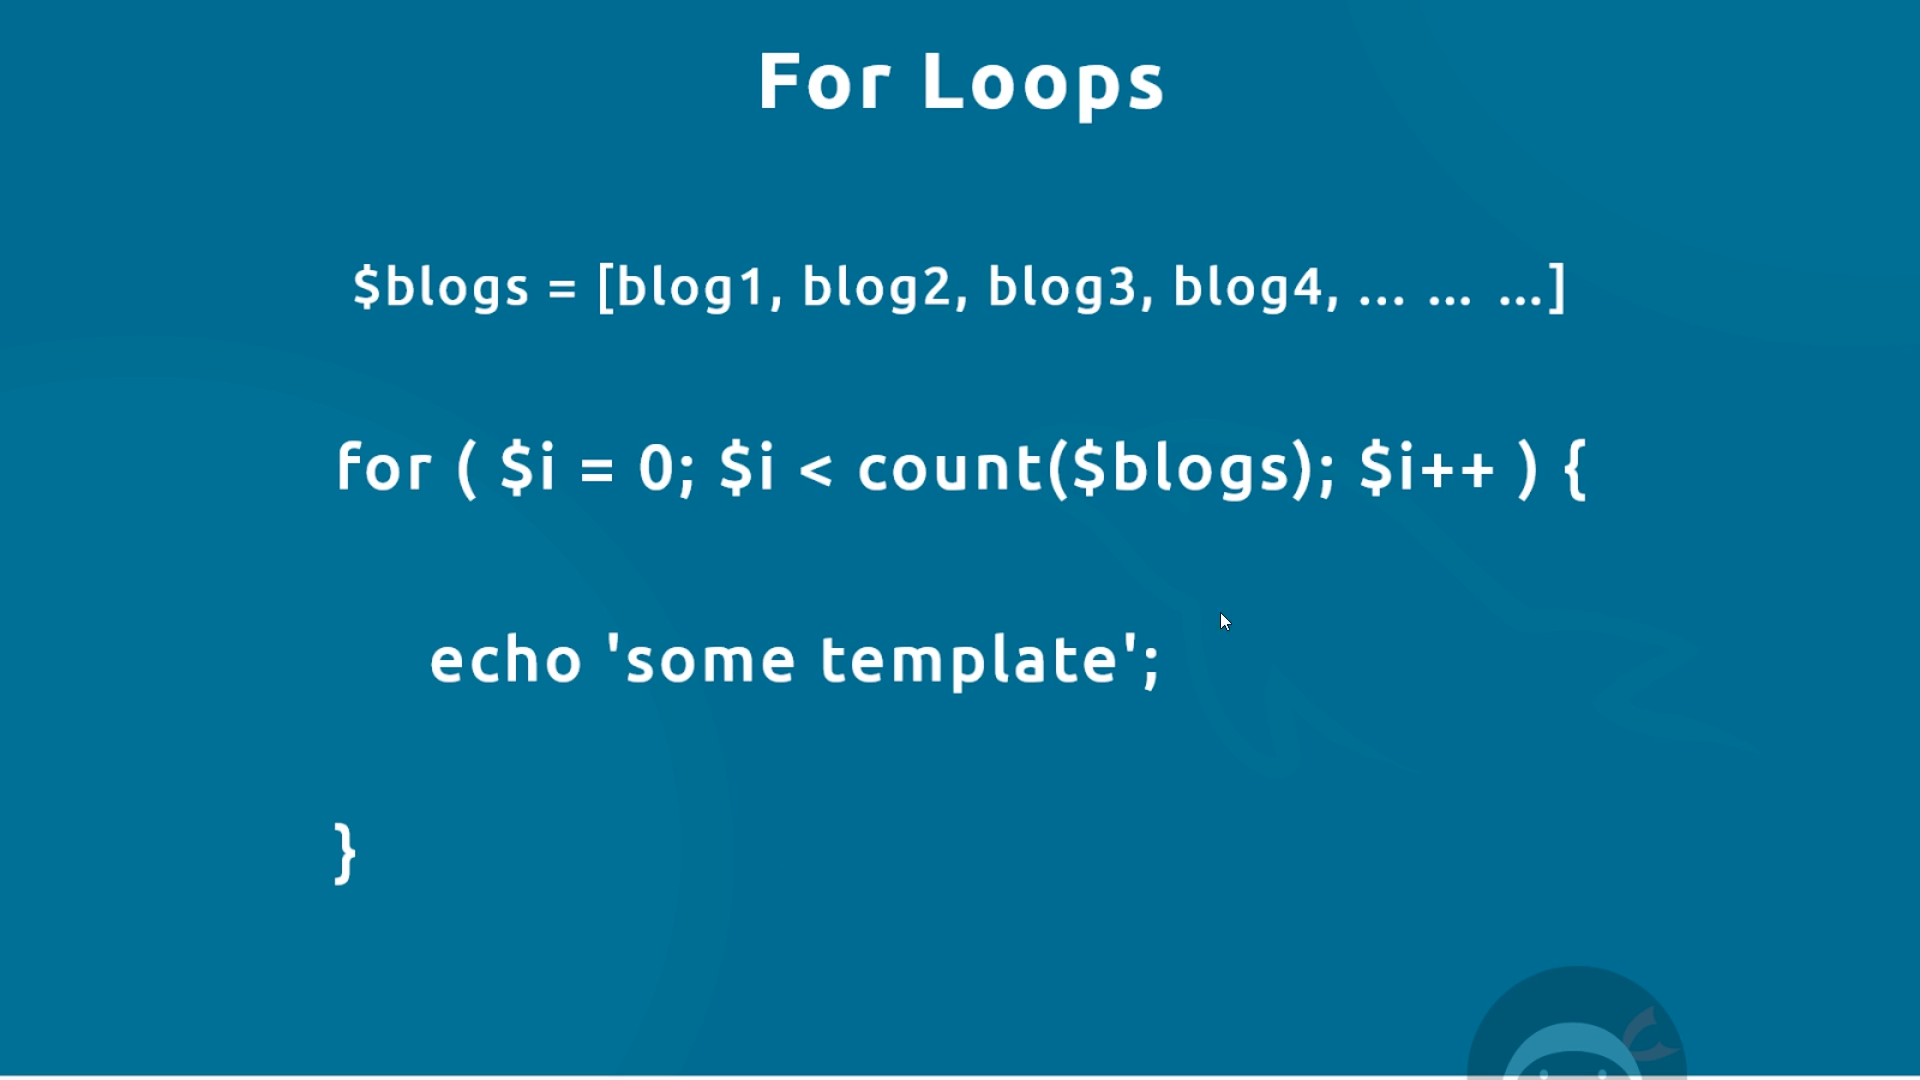 For Loops
$blogs = [blog1, blog2, blog3, blog4, ... ... ...]
for ( $i = 0; $i < count($blogs); $i++ ) {
echo 'some template';
}